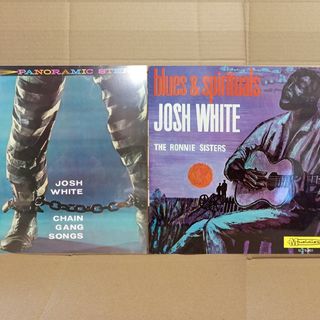 PANORAMIC STE
JOSH
WHITE
CHAIN
GANG
SONGS
blues & spirituals
JOSH WHITE
THE RONNIE SISTERS